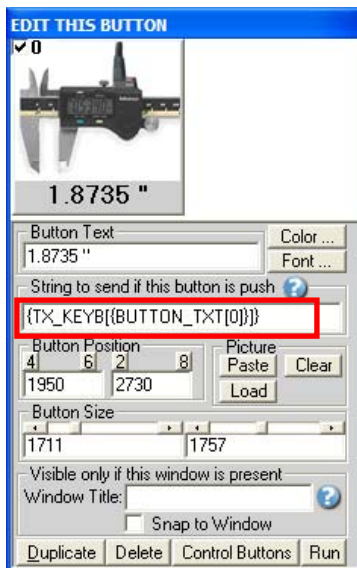 EDIT THIS BUTTON
0
1.8735 "
Button Text
1.8735 "
Color ...
Font ...
String to send if this button is push
{TX_KEYB[{BUTTON_TXT[0]}]}
Button Position
4 6 2 8
1950 2730
Picture
Paste Clear
Load
Button Size
1711 1757
Visible only if this window is present
Window Title:
Snap to Window
Duplicate Delete Control Buttons Run